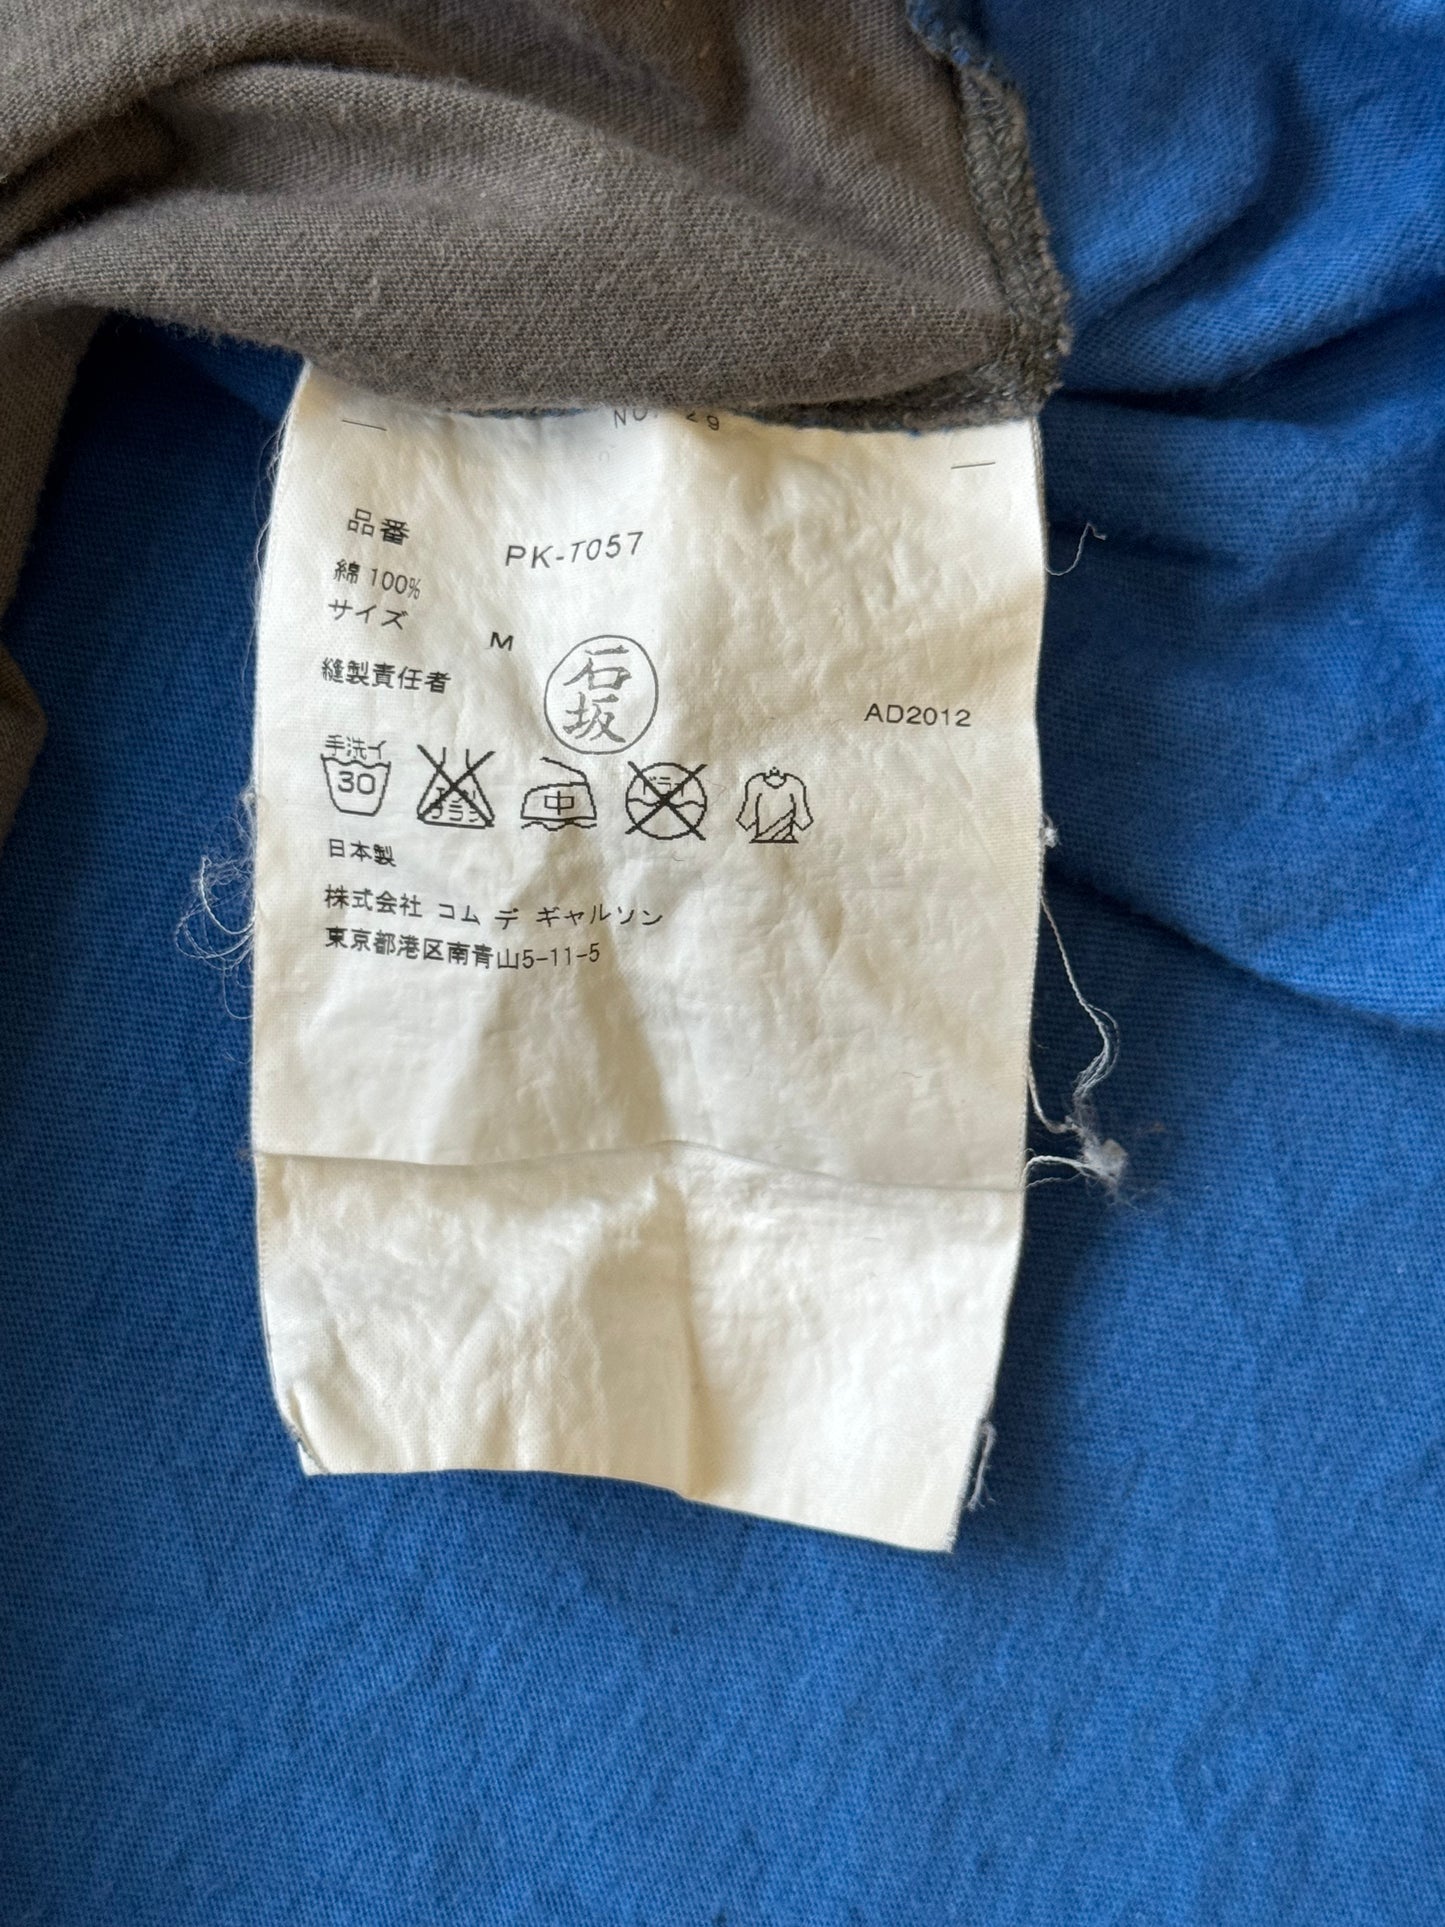 品番 PK-T057
綿 100%
サイズ M
縫製責任者 石坂
AD2012
手洗イ
30
中
日本製
株式会社 コム デ ギャルソン
東京都港区南青山5-11-5